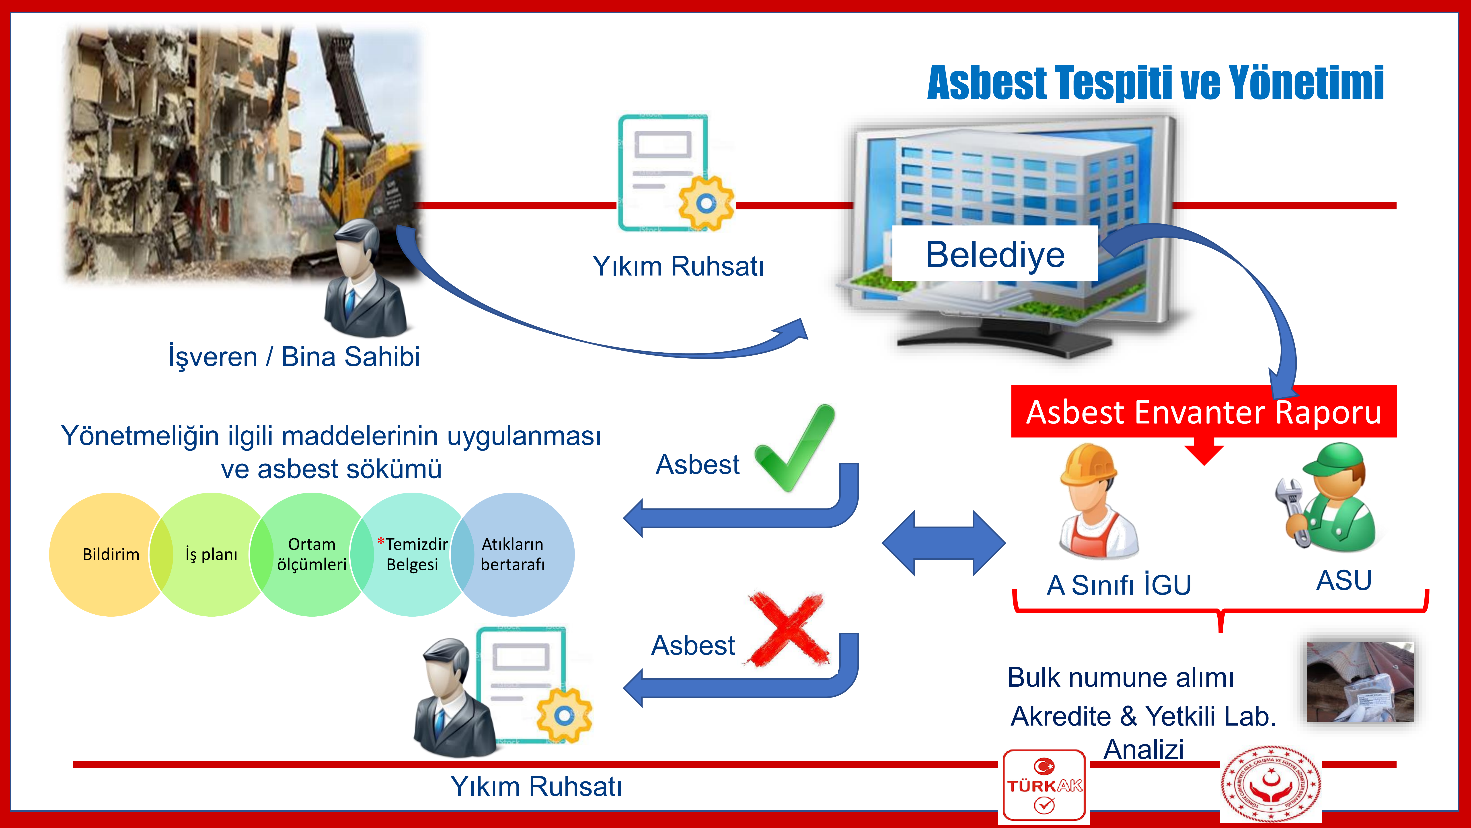 Asbest Tespiti ve Yönetimi
Yıkım Ruhsatı
Belediye
İşveren / Bina Sahibi
Asbest Envanter Raporu
A Sınıfı İGU
ASU
Bulk numune alımı
Akredite & Yetkili Lab.
Analizi
TÜRKAK
Asbest
Yönetmeliğin ilgili maddelerinin uygulanması
ve asbest sökümü
Bildirim
İş planı
Ortam
ölçümleri
*Temizdir
Belgesi
Atıkların
bertarafı
Asbest
Yıkım Ruhsatı